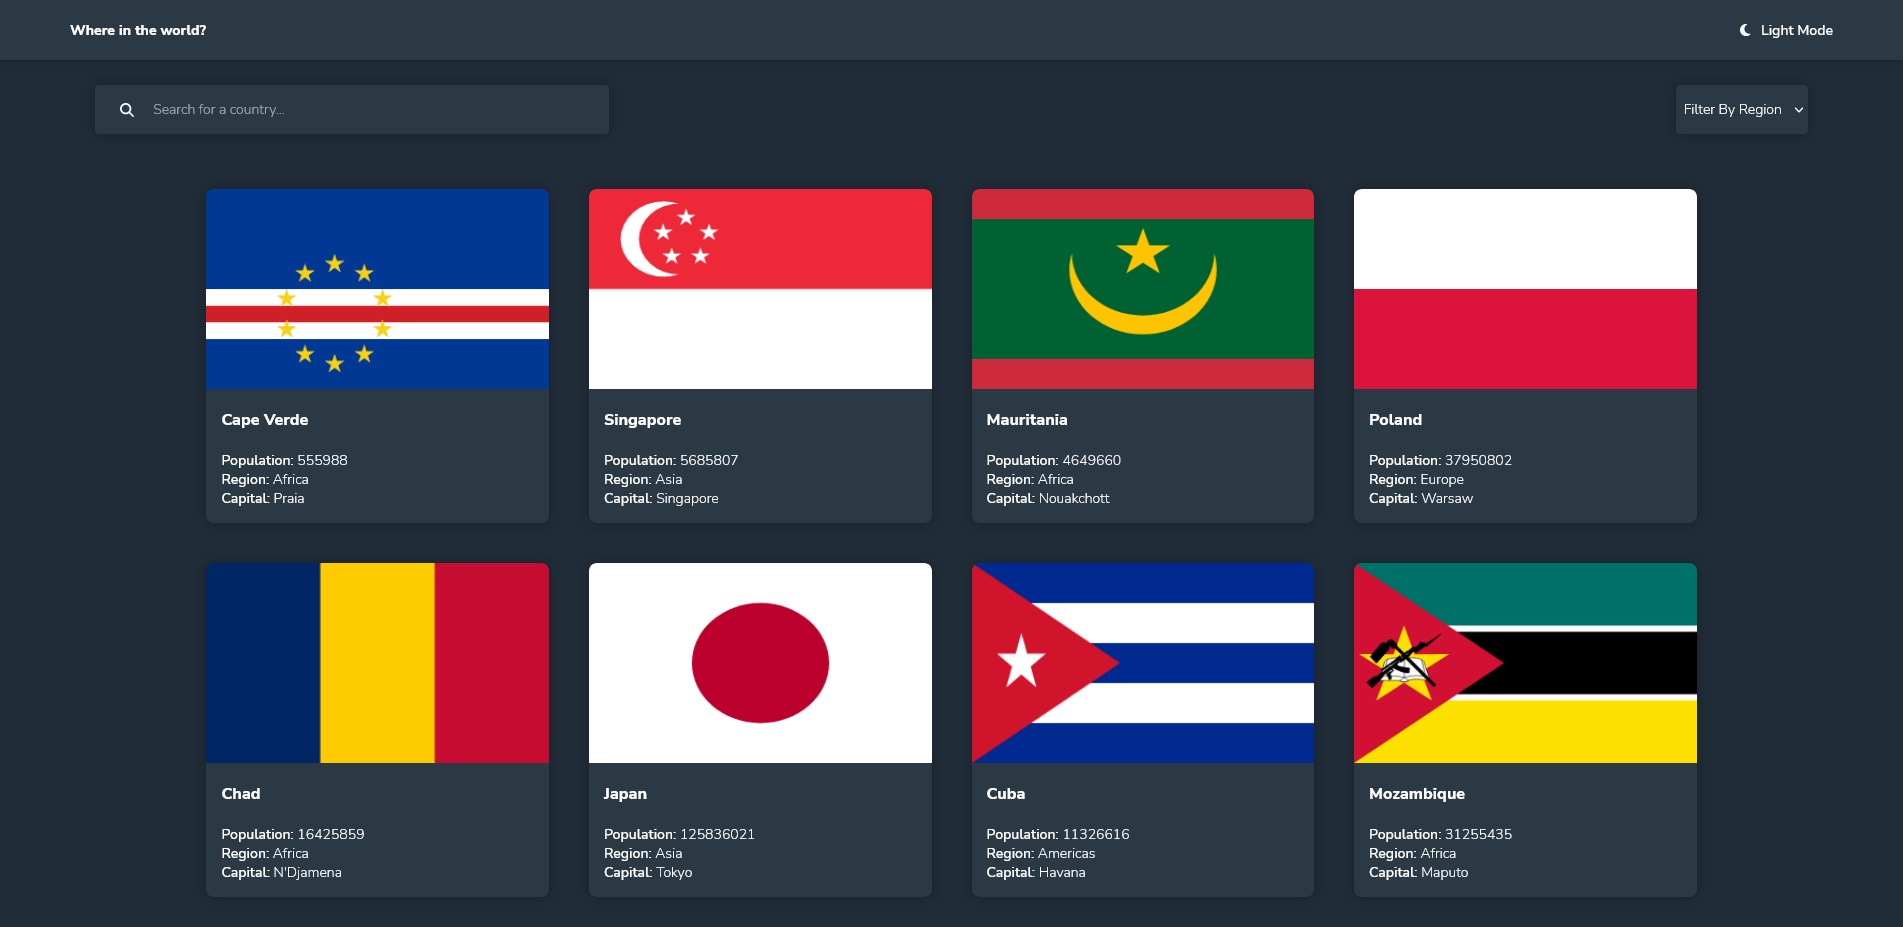 Where in the world?
Light Mode
Search for a country...
Filter By Region
Cape Verde
Population: 555988
Region: Africa
Capital: Praia
Singapore
Population: 5685807
Region: Asia
Capital: Singapore
Mauritania
Population: 4649660
Region: Africa
Capital: Nouakchott
Poland
Population: 37950802
Region: Europe
Capital: Warsaw
Chad
Population: 16425859
Region: Africa
Capital: N'Djamena
Japan
Population: 125836021
Region: Asia
Capital: Tokyo
Cuba
Population: 11326616
Region: Americas
Capital: Havana
Mozambique
Population: 31255435
Region: Africa
Capital: Maputo